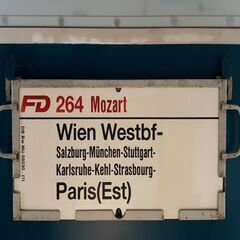 FD 264 Mozart
Wien Westbf-
Salzburg-München-Stuttgart-
Karlsruhe-Kehl-Strasbourg-
Paris(Est)